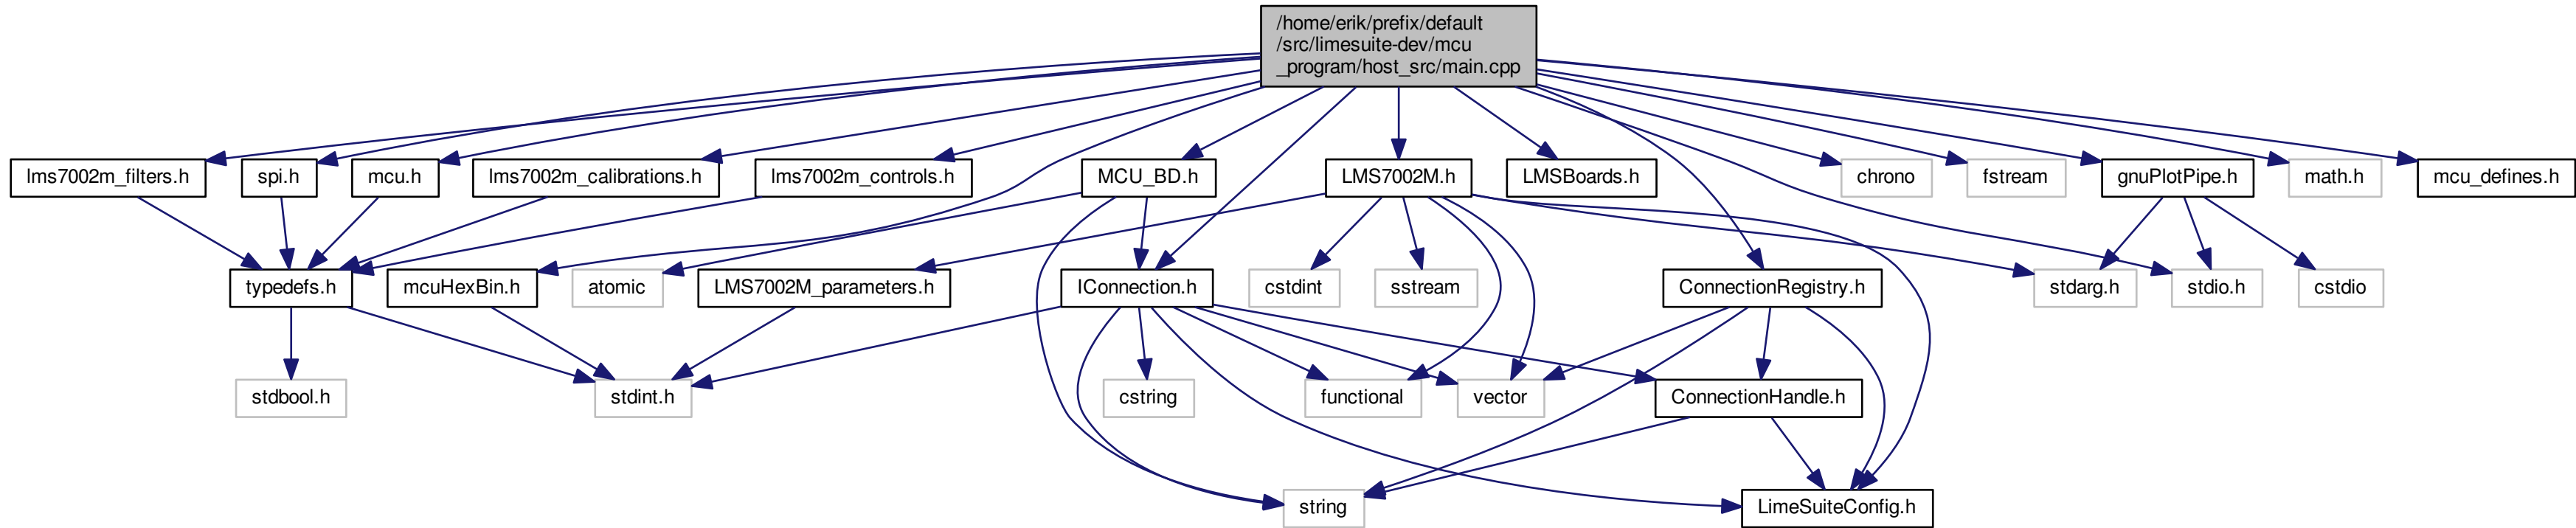 /home/erik/prefix/default
/src/limesuite-dev/mcu
_program/host_src/main.cpp
lms7002m_filters.h
spi.h
mcu.h
lms7002m_calibrations.h
lms7002m_controls.h
MCU_BD.h
LMS7002M.h
LMSBoards.h
chrono
fstream
gnuPlotPipe.h
math.h
mcu_defines.h
typedefs.h
mcuHexBin.h
atomic
LMS7002M_parameters.h
IConnection.h
cstdint
sstream
ConnectionRegistry.h
stdarg.h
stdio.h
cstdio
stdbool.h
stdint.h
cstring
functional
vector
ConnectionHandle.h
string
LimeSuiteConfig.h